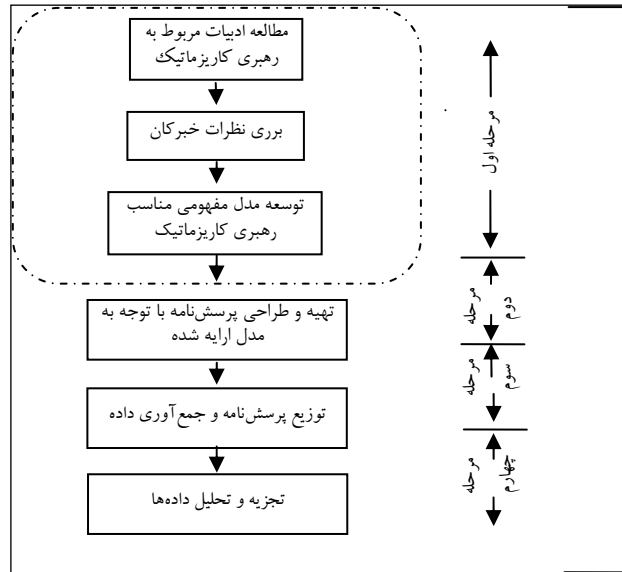 مطالعه ادبیات مربوط به
رهبری کاریزماتیک
برری نظرات خبرکان
توسعه مدل مفهومی مناسب
رهبری کاریزماتیک
تهیه و طراحی پرسش‌نامه با توجه به
مدل ارایه شده
توزیع پرسش‌نامه و جمع‌آوری داده
تجزیه و تحلیل داده‌ها
مرحله اول
مرحله
دوم
مرحله
سوم
مرحله
چهارم